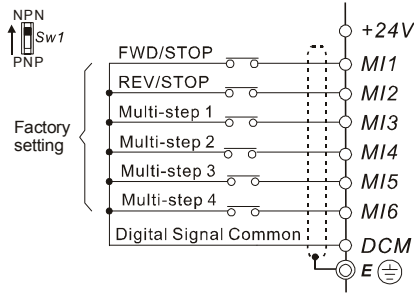 NPN
Sw1
PNP
+24V
FWD/STOP
MI1
REV/STOP
MI2
Multi-step 1
MI3
Factory
setting
Multi-step 2
MI4
Multi-step 3
MI5
Multi-step 4
MI6
Digital Signal Common
DCM
E